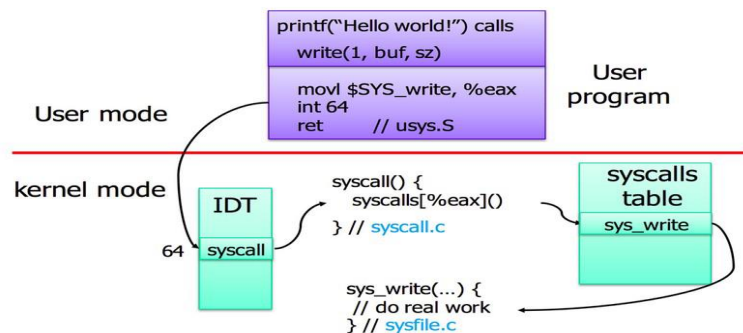 printf(“Hello world!”) calls
write(1, buf, sz)
movl $SYS_write, %eax
int 64
ret // usys.S
User
program
User mode
kernel mode
IDT
64
syscall
syscall() {
syscalls[%eax]()
} // syscall.c
syscalls
table
sys_write
sys_write(...) {
// do real work
} // sysfile.c